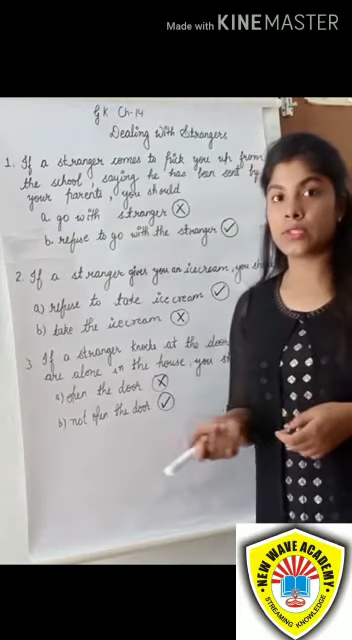 Made with KINEMASTER
GK Ch-14
Dealing with Strangers
1. If a stranger comes to pick you up from
the school, saying he has been sent by
your parents, you should
a. go with stranger
b. refuse to go with the stranger
2. If a stranger gives you an icecream, you sho
a) refuse to take icecream
b) take the icecream
3 If a stranger knocks at the door
are alone in the house, you s
a) open the door
b) not open the door
NEW WAVE ACADEMY
STREAMING KNOWLEDGE